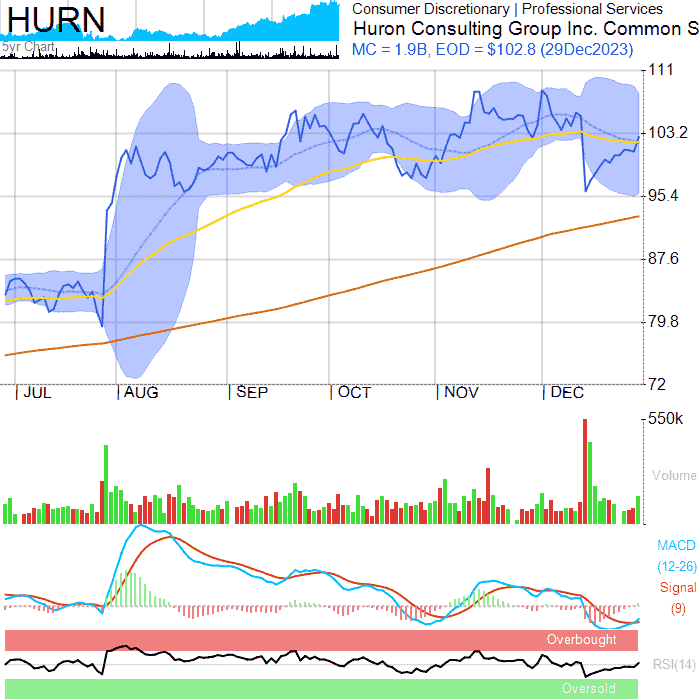 HURN
5yr Chart
Consumer Discretionary | Professional Services
Huron Consulting Group Inc. Common S
MC = 1.9B, EOD = $102.8 (29Dec2023)
111
103.2
95.4
87.6
79.8
72
JUL AUG SEP OCT NOV DEC
550k
Volume
MACD
(12-26)
Signal
(9)
Overbought
RSI(14)
Oversold